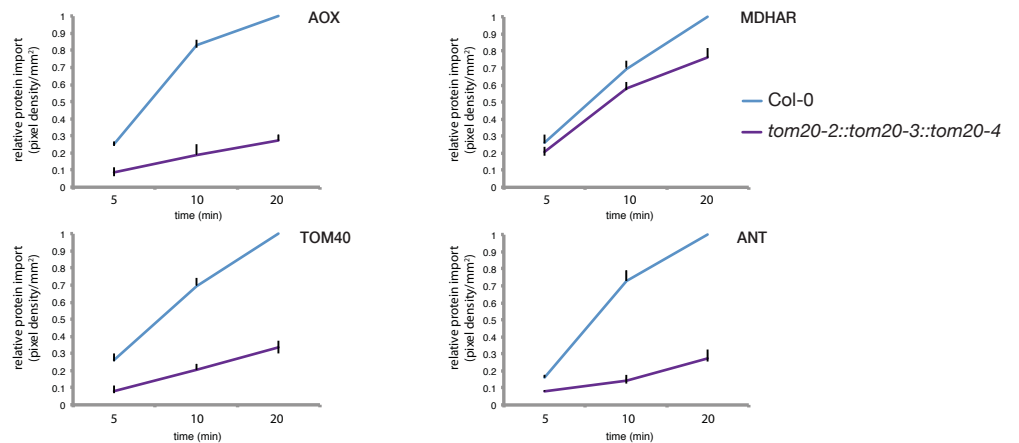 AOX
relative protein import
(pixel density/mm²)
1
0.9
0.8
0.7
0.6
0.5
0.4
0.3
0.2
0.1
0
5 10 20
time (min)
MDHAR
relative protein import
(pixel density/mm²)
1
0.9
0.8
0.7
0.6
0.5
0.4
0.3
0.2
0.1
0
5 10 20
time (min)
Col-0
tom20-2::tom20-3::tom20-4
TOM40
relative protein import
(pixel density/mm²)
1
0.9
0.8
0.7
0.6
0.5
0.4
0.3
0.2
0.1
0
5 10 20
time (min)
ANT
relative protein import
(pixel density/mm²)
1
0.9
0.8
0.7
0.6
0.5
0.4
0.3
0.2
0.1
0
5 10 20
time (min)